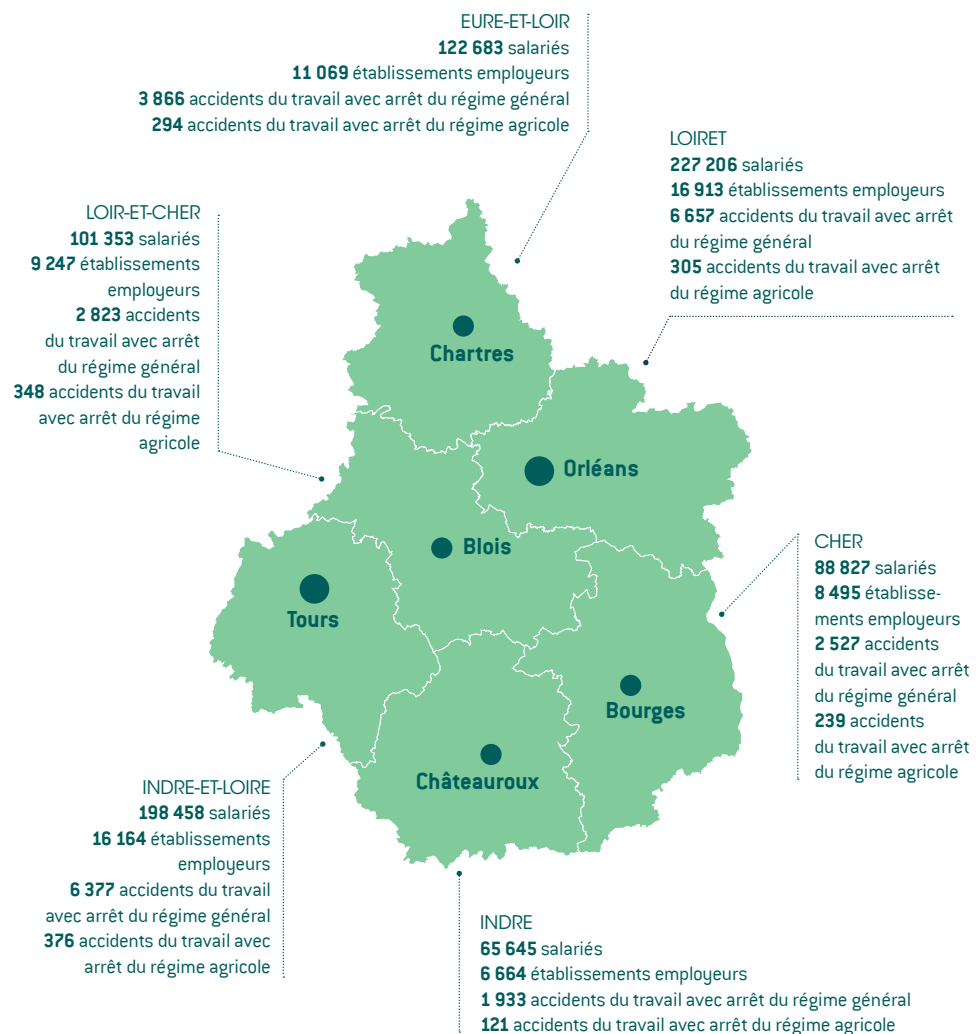 EURE-ET-LOIR
122 683 salariés
11 069 établissements employeurs
3 866 accidents du travail avec arrêt du régime général
294 accidents du travail avec arrêt du régime agricole
LOIRET
227 206 salariés
16 913 établissements employeurs
6 657 accidents du travail avec arrêt
du régime général
305 accidents du travail avec arrêt
du régime agricole
LOIR-ET-CHER
101 353 salariés
9 247 établissements
employeurs
2 823 accidents
du travail avec arrêt
du régime général
348 accidents du travail
avec arrêt du régime
agricole
Chartres
Orléans
Blois
Tours
Bourges
Châteauroux
CHER
88 827 salariés
8 495 établisse-
ments employeurs
2 527 accidents
du travail avec arrêt
du régime général
239 accidents
du travail avec arrêt
du régime agricole
INDRE-ET-LOIRE
198 458 salariés
16 164 établissements
employeurs
6 377 accidents du travail
avec arrêt du régime général
376 accidents du travail avec
arrêt du régime agricole
INDRE
65 645 salariés
6 664 établissements employeurs
1 933 accidents du travail avec arrêt du régime général
121 accidents du travail avec arrêt du régime agricole